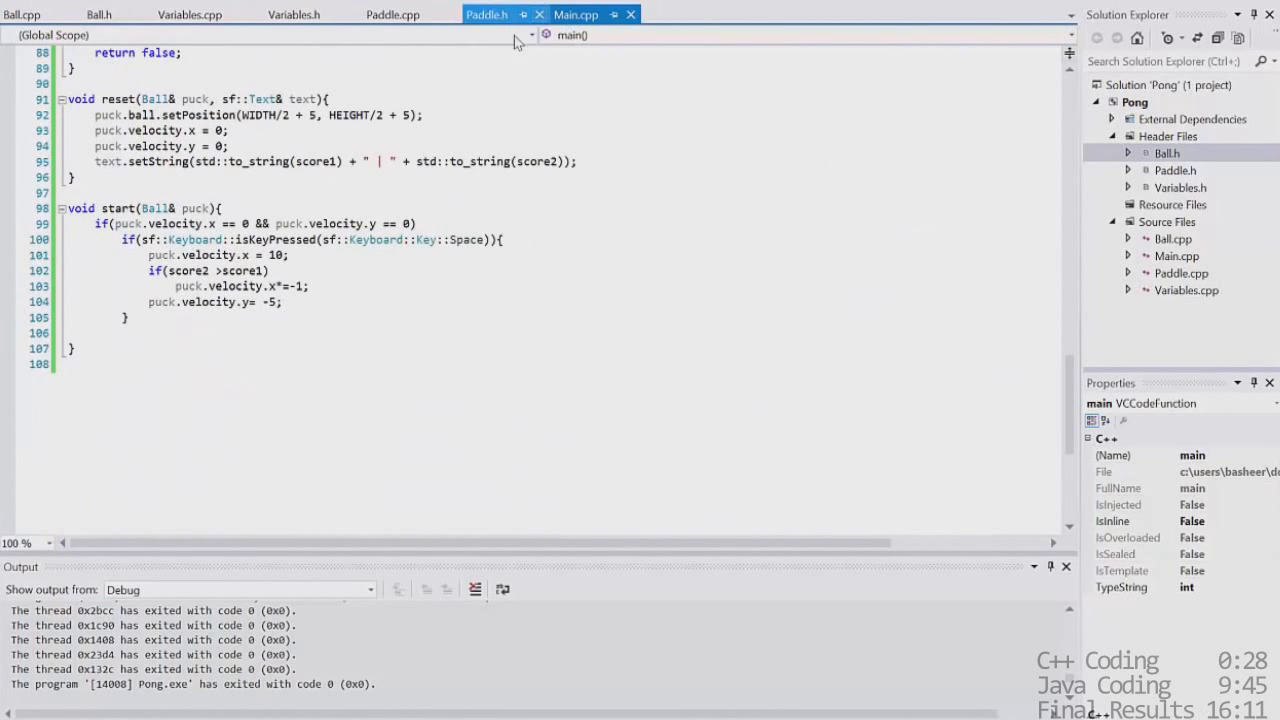 Ball.cpp Ball.h Variables.cpp Variables.h Paddle.cpp Paddle.h Main.cpp
(Global Scope) main()
88 return false;
89 }
90
91 void reset(Ball& puck, sf::Text& text){
92 puck.ball.setPosition(WIDTH/2 + 5, HEIGHT/2 + 5);
93 puck.velocity.x = 0;
94 puck.velocity.y = 0;
95 text.setString(std::to_string(score1) + " | " + std::to_string(score2));
96 }
97
98 void start(Ball& puck){
99 if(puck.velocity.x == 0 && puck.velocity.y == 0)
100 if(sf::Keyboard::isKeyPressed(sf::Keyboard::Key::Space)){
101 puck.velocity.x = 10;
102 if(score2 >score1)
103 puck.velocity.x*=-1;
104 puck.velocity.y= -5;
105 }
106
107 }
108
100 %
Output
Show output from: Debug
The thread 0x2bcc has exited with code 0 (0x0).
The thread 0x1c90 has exited with code 0 (0x0).
The thread 0x1408 has exited with code 0 (0x0).
The thread 0x23d4 has exited with code 0 (0x0).
The thread 0x132c has exited with code 0 (0x0).
The program '[14008] Pong.exe' has exited with code 0 (0x0).
Solution Explorer
Search Solution Explorer (Ctrl+;)
Solution 'Pong' (1 project)
Pong
External Dependencies
Header Files
Ball.h
Paddle.h
Variables.h
Resource Files
Source Files
Ball.cpp
Main.cpp
Paddle.cpp
Variables.cpp
Properties
main VCCodeFunction
C++
(Name) main
File c:\users\basheer\do
FullName main
IsInjected False
IsInline False
IsOverloaded False
IsSealed False
IsTemplate False
TypeString int
C++ Coding 0:28
Java Coding 9:45
Final Results 16:11
C++